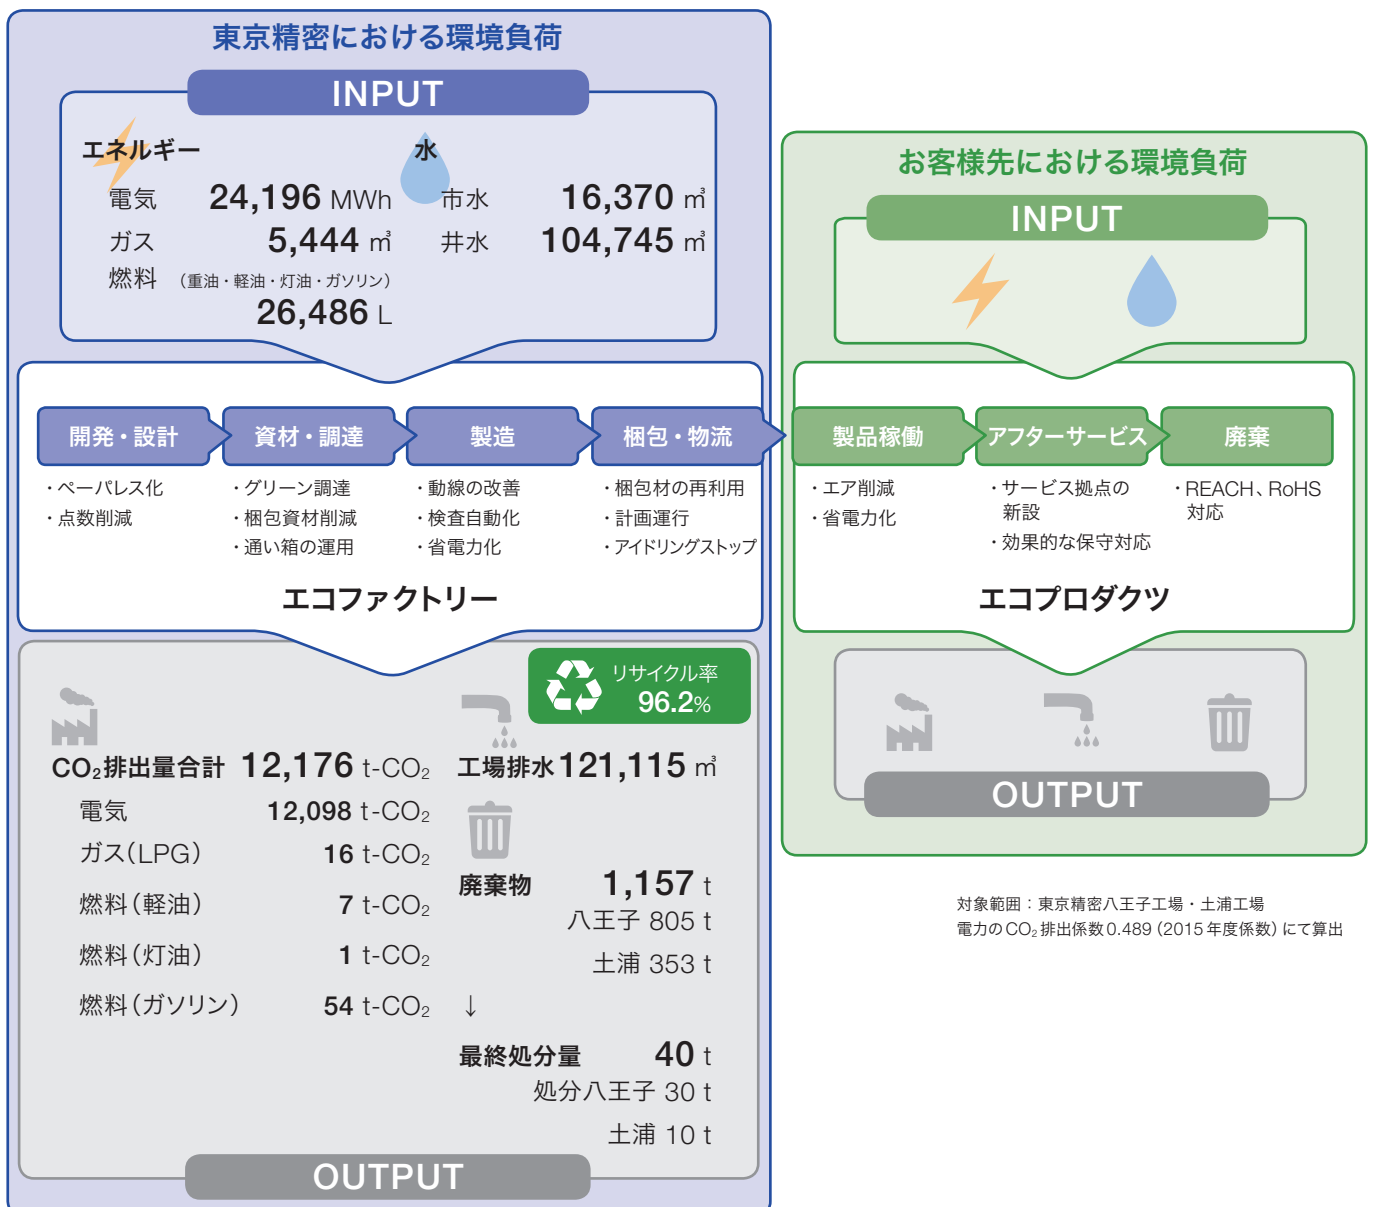 東京精密における環境負荷
INPUT
エネルギー
電気 24,196 MWh
ガス 5,444 ㎥
燃料 （重油・軽油・灯油・ガソリン）
26,486 L
水
市水 16,370 ㎥
井水 104,745 ㎥
開発・設計
・ペーパレス化
・点数削減
資材・調達
・グリーン調達
・梱包資材削減
・通い箱の運用
製造
・動線の改善
・検査自動化
・省電力化
梱包・物流
・梱包材の再利用
・計画運行
・アイドリングストップ
エコファクトリー
リサイクル率
96.2%
CO₂排出量合計 12,176 t-CO₂
電気 12,098 t-CO₂
ガス（LPG） 16 t-CO₂
燃料（軽油） 7 t-CO₂
燃料（灯油） 1 t-CO₂
燃料（ガソリン） 54 t-CO₂
工場排水 121,115 ㎥
廃棄物 1,157 t
八王子 805 t
土浦 353 t
↓
最終処分量 40 t
処分八王子 30 t
土浦 10 t
OUTPUT
お客様先における環境負荷
INPUT
製品稼働
・エア削減
・省電力化
アフターサービス
・サービス拠点の
新設
・効果的な保守対応
廃棄
・REACH、RoHS
対応
エコプロダクツ
OUTPUT
対象範囲：東京精密八王子工場・土浦工場
電力のCO₂排出係数0.489（2015年度係数）にて算出